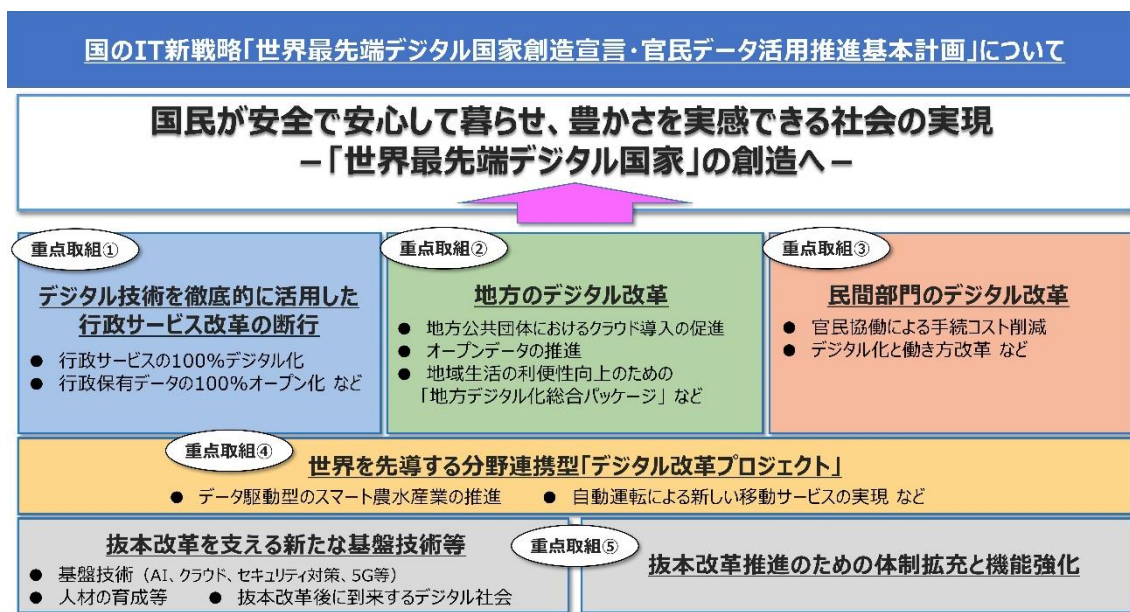 国のIT新戦略「世界最先端デジタル国家創造宣言・官民データ活用推進基本計画」について
国民が安全で安心して暮らせ、豊かさを実感できる社会の実現
－「世界最先端デジタル国家」の創造へ－
重点取組①
デジタル技術を徹底的に活用した
行政サービス改革の断行
● 行政サービスの100%デジタル化
● 行政保有データの100%オープン化 など
重点取組②
地方のデジタル改革
● 地方公共団体におけるクラウド導入の促進
● オープンデータの推進
● 地域生活の利便性向上のための
「地方デジタル化総合パッケージ」 など
重点取組③
民間部門のデジタル改革
● 官民協働による手続コスト削減
● デジタル化と働き方改革 など
重点取組④
世界を先導する分野連携型「デジタル改革プロジェクト」
● データ駆動型のスマート農水産業の推進 ● 自動運転による新しい移動サービスの実現 など
重点取組⑤
抜本改革を支える新たな基盤技術等
● 基盤技術（AI、クラウド、セキュリティ対策、5G等）
● 人材の育成等 ● 抜本改革後に到来するデジタル社会
抜本改革推進のための体制拡充と機能強化